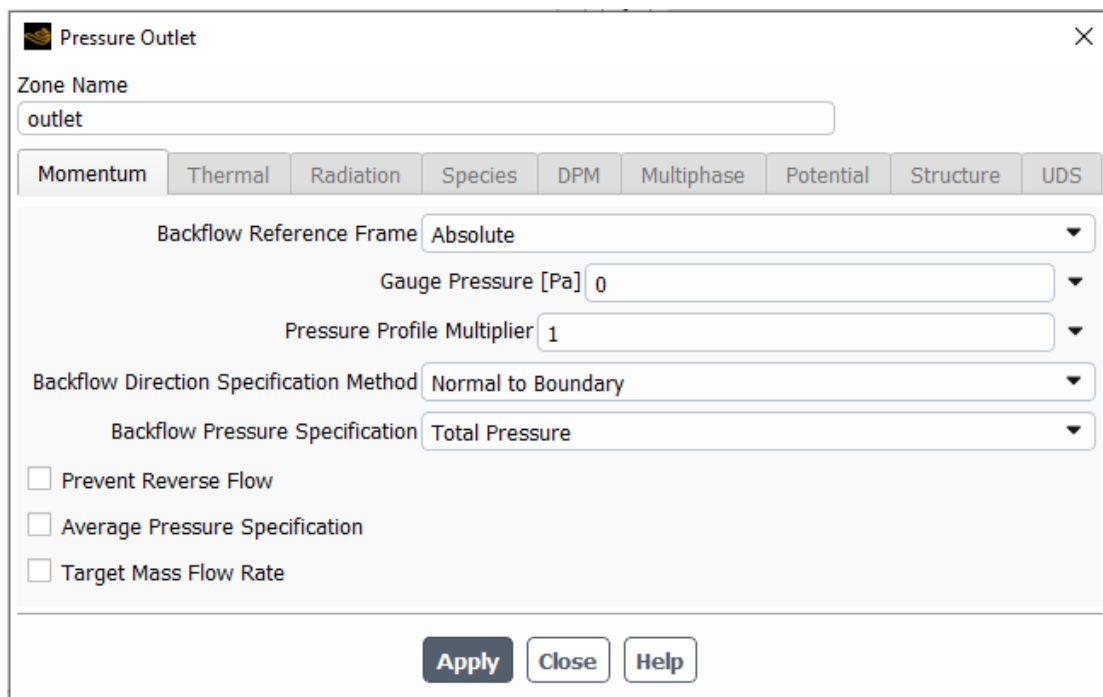 Pressure Outlet
Zone Name
outlet
Momentum Thermal Radiation Species DPM Multiphase Potential Structure UDS
Backflow Reference Frame Absolute
Gauge Pressure [Pa] 0
Pressure Profile Multiplier 1
Backflow Direction Specification Method Normal to Boundary
Backflow Pressure Specification Total Pressure
Prevent Reverse Flow
Average Pressure Specification
Target Mass Flow Rate
Apply Close Help